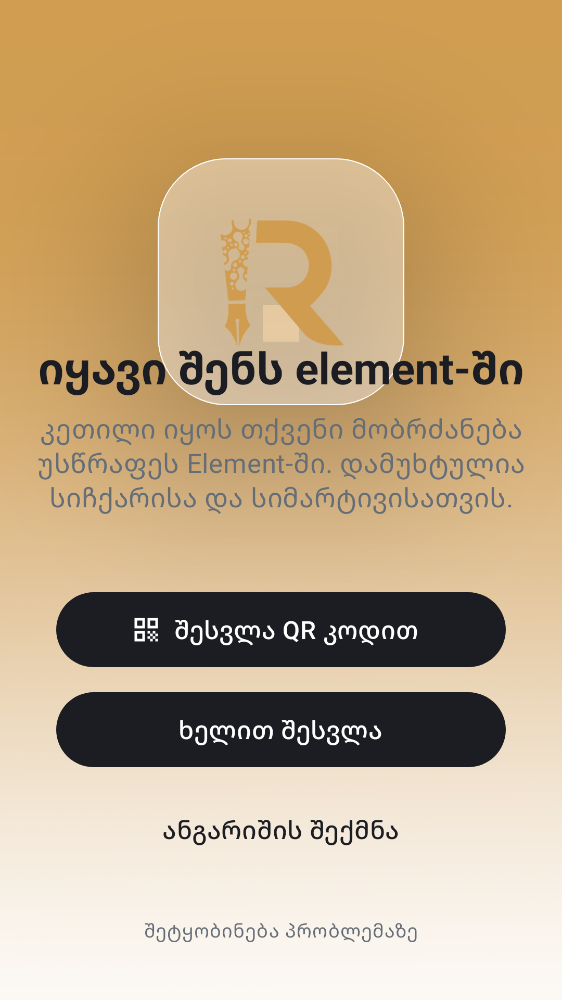 R
იყავი შენს element-ში
კეთილი იყოს თქვენი მობრძანება
უსწრაფეს Element-ში. დამუხტულია
სიჩქარისა და სიმარტივისათვის.
შესვლა QR კოდით
ხელით შესვლა
ანგარიშის შექმნა
შეტყობინება პრობლემაზე